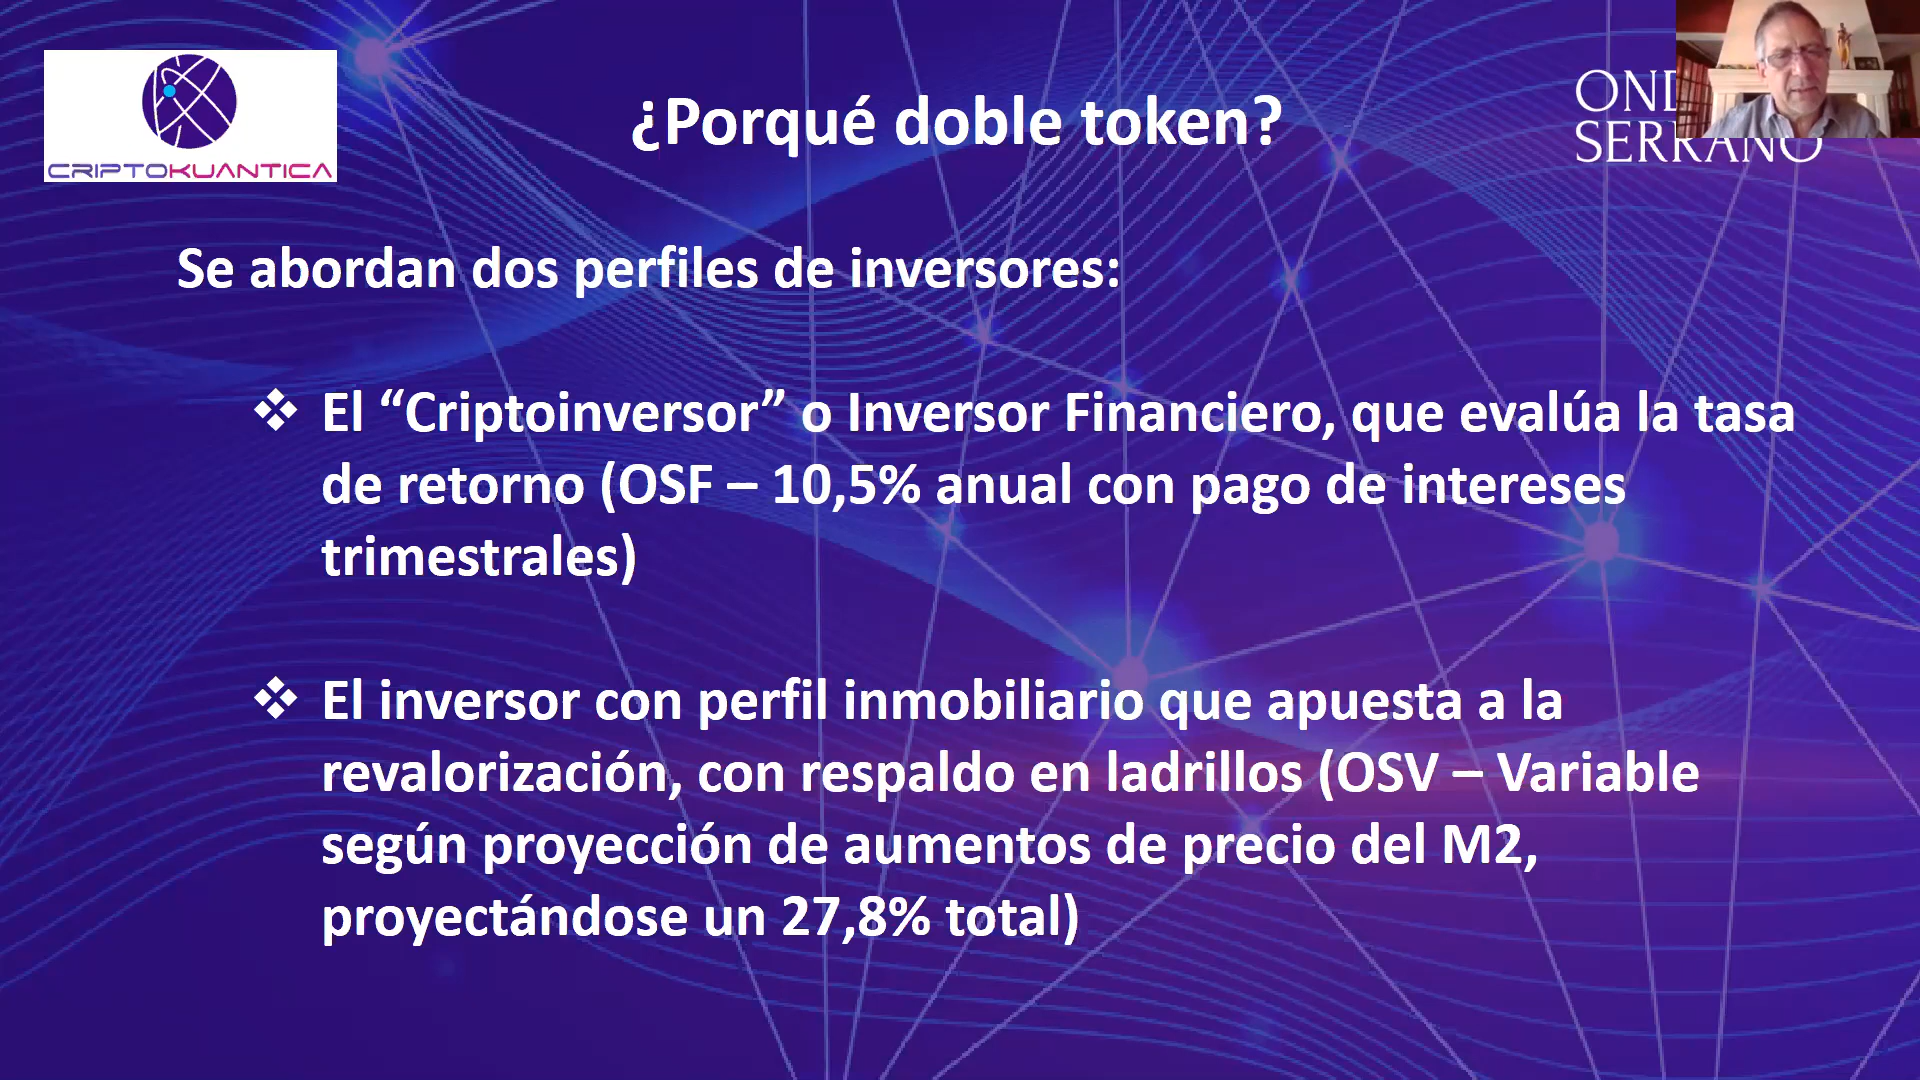 CRIPTOKUANTICA
¿Porqué doble token?
SERRANO
Se abordan dos perfiles de inversores:
❖ El “Criptoinversor” o Inversor Financiero, que evalúa la tasa
de retorno (OSF – 10,5% anual con pago de intereses
trimestrales)
❖ El inversor con perfil inmobiliario que apuesta a la
revalorización, con respaldo en ladrillos (OSV – Variable
según proyección de aumentos de precio del M2,
proyectándose un 27,8% total)